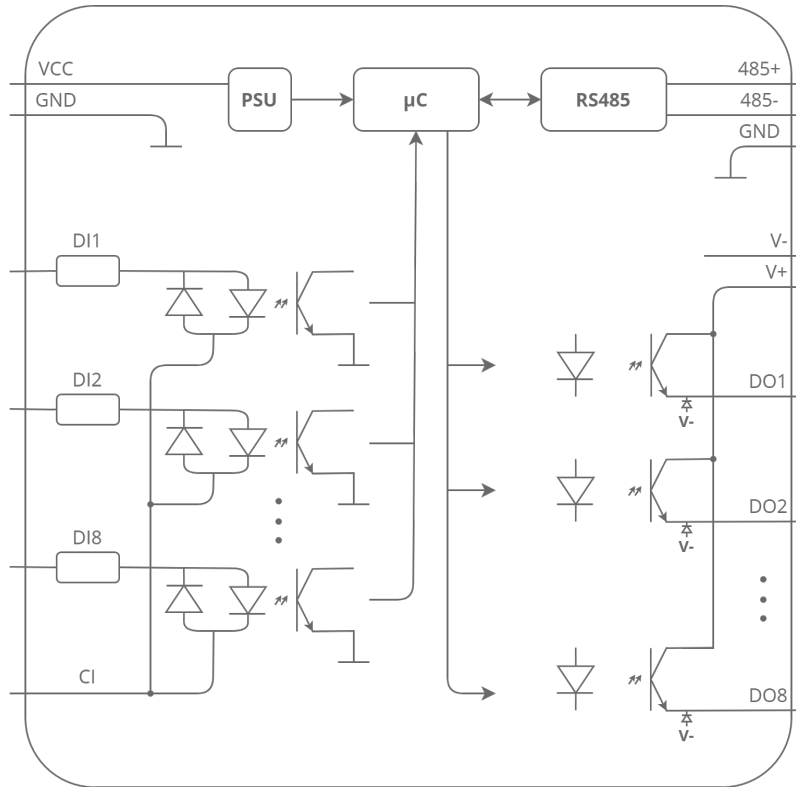 VCC
GND
PSU
µC
RS485
485+
485-
GND
V-
V+
DI1
DI2
DI8
CI
DO1
V-
DO2
V-
DO8
V-